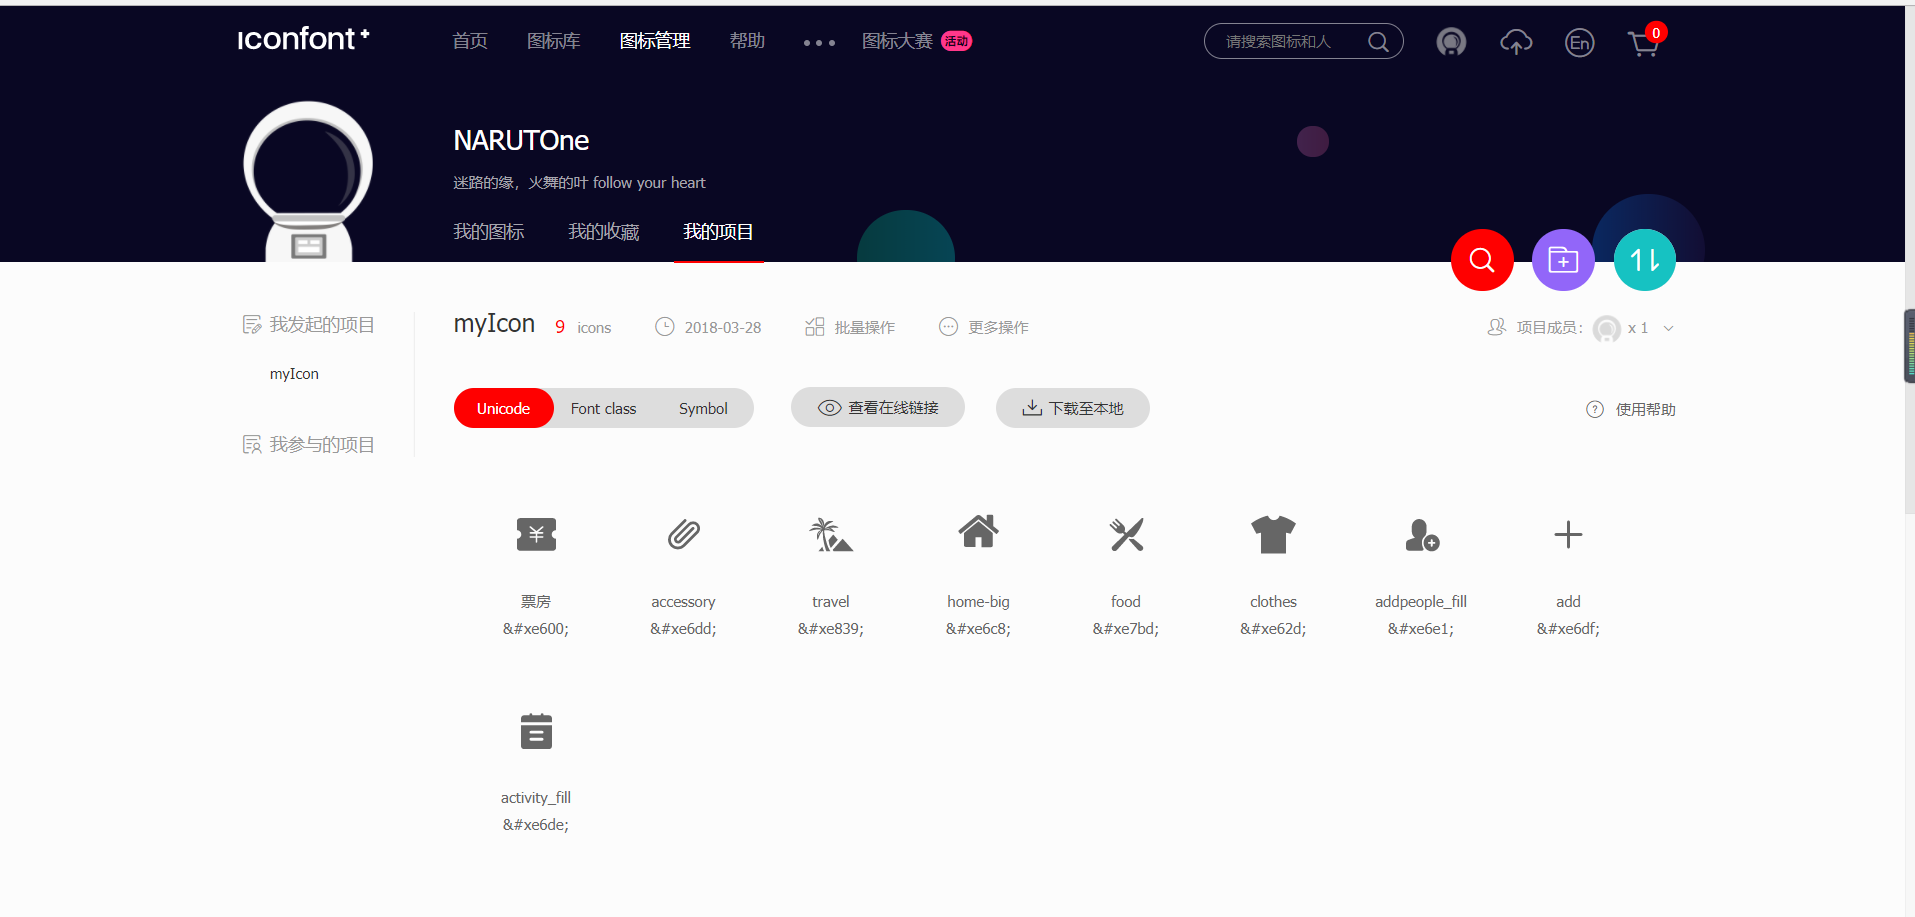 iconfont+
首页 图标库 图标管理 帮助 ••• 图标大赛 活动
请搜索图标和人
En
0
NARUTOne
迷路的缘，火舞的叶 follow your heart
我的图标 我的收藏 我的项目
我发起的项目
myIcon
我参与的项目
myIcon 9 icons 2018-03-28 批量操作 更多操作
项目成员： x 1
Unicode Font class Symbol 查看在线链接 下载至本地
? 使用帮助
票房 accessory travel home-big food clothes addpeople_fill add
&#xe600; &#xe6dd; &#xe839; &#xe6c8; &#xe7bd; &#xe62d; &#xe6e1; &#xe6df;
activity_fill
&#xe6de;